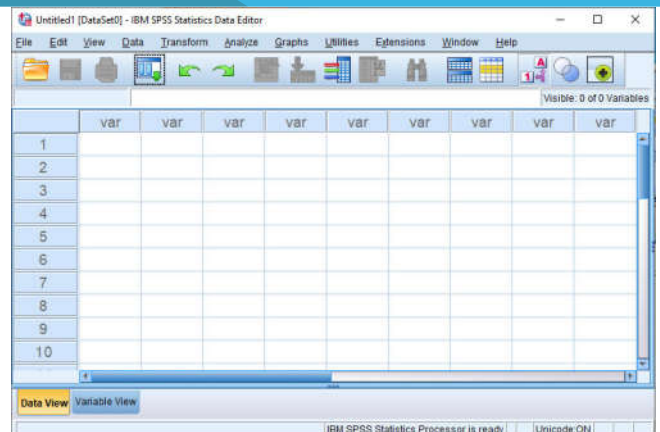 Untitled1 [DataSet0] - IBM SPSS Statistics Data Editor
File Edit View Data Transform Analyze Graphs Utilities Extensions Window Help
A
14
Visible: 0 of 0 Variables
var var var var var var var var var
1
2
3
4
5
6
7
8
9
10
Data View Variable View
IBM SPSS Statistics Processor is ready Unicode:ON